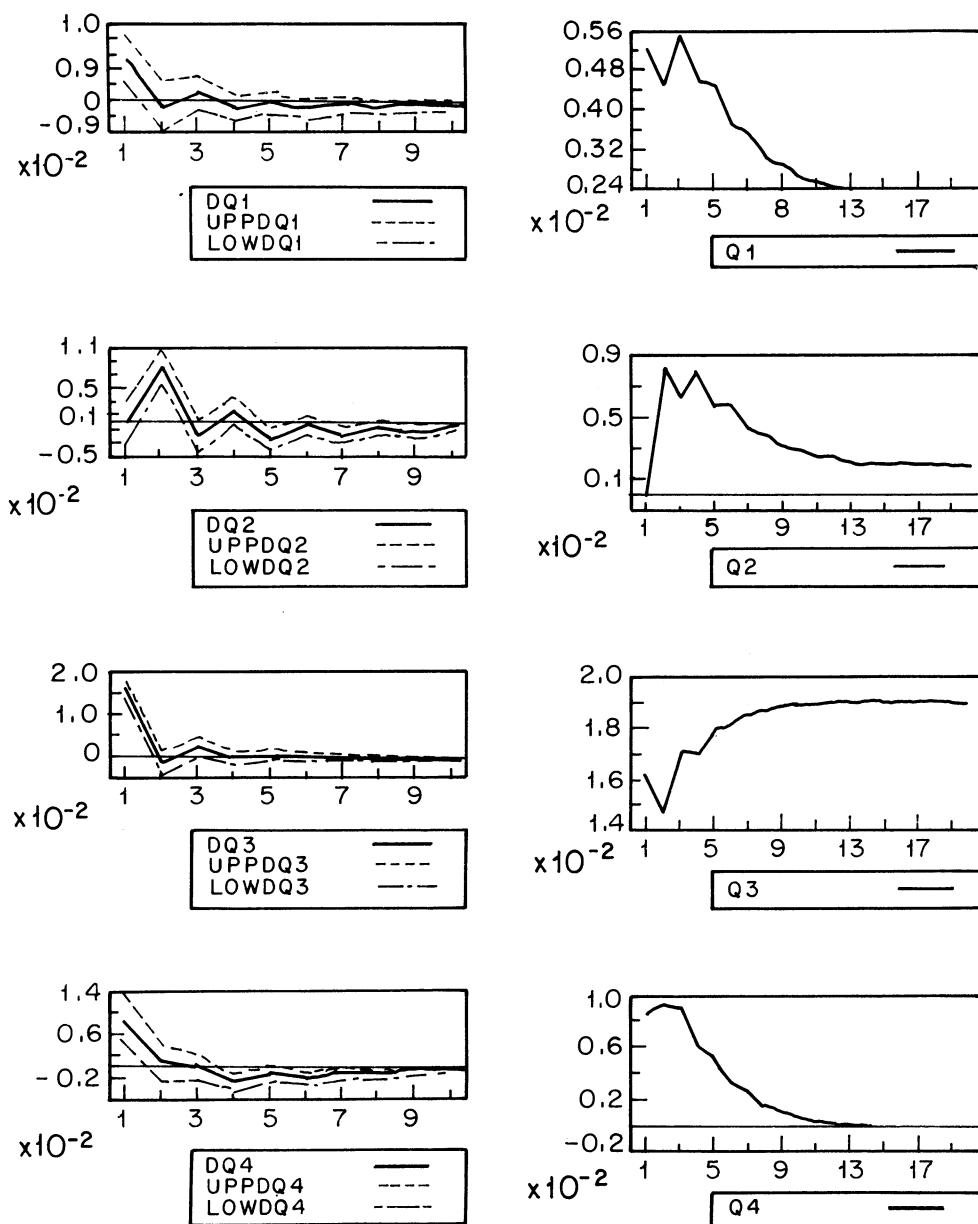 1.0
0.9
0
-0.9
x10-2
1 3 5 7 9
DQ1
UPPDQ1
LOWDQ1
0.56
0.48
0.40
0.32
0.24
x10-2
1 5 8 13 17
Q1
1.1
0.5
0.1
-0.5
x10-2
1 3 5 7 9
DQ2
UPPDQ2
LOWDQ2
0.9
0.5
0.1
x10-2
1 5 9 13 17
Q2
2.0
1.0
0
x10-2
1 3 5 7 9
DQ3
UPPDQ3
LOWDQ3
2.0
1.8
1.6
1.4
x10-2
1 5 9 13 17
Q3
1.4
0.6
-0.2
x10-2
1 3 5 7 9
DQ4
UPPDQ4
LOWDQ4
1.0
0.6
0.2
-0.2
x10-2
1 5 9 13 17
Q4